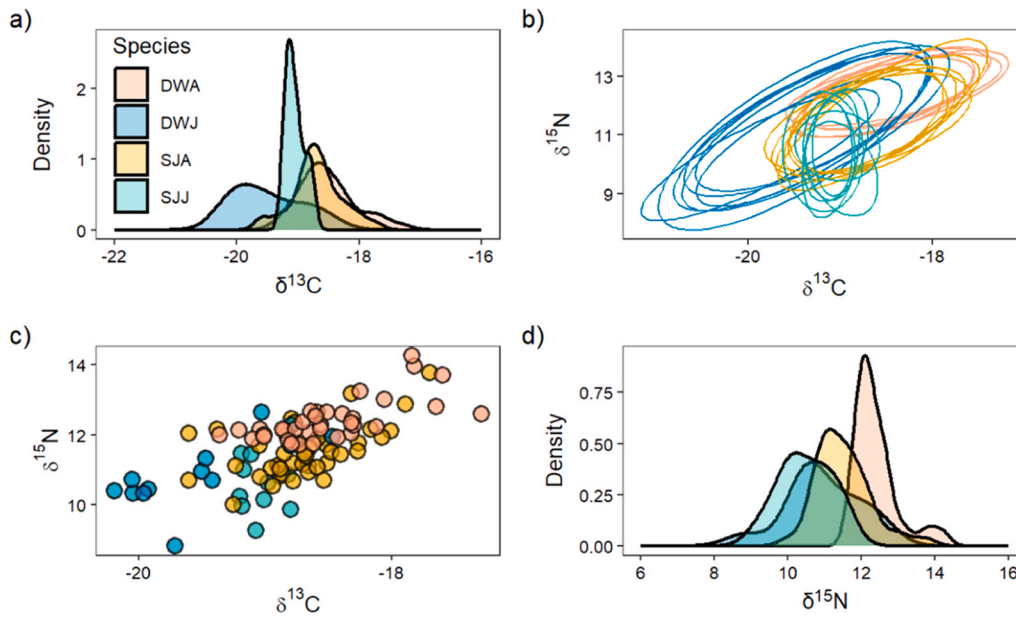 a)
Species
DWA
DWJ
SJA
SJJ
Density
2
1
0
-22
-20
-18
-16
δ13C
b)
δ15N
13
11
9
-20
-18
δ13C
c)
δ15N
14
12
10
-20
-18
δ13C
d)
Density
0.75
0.50
0.25
0.00
6
8
10
12
14
16
δ15N